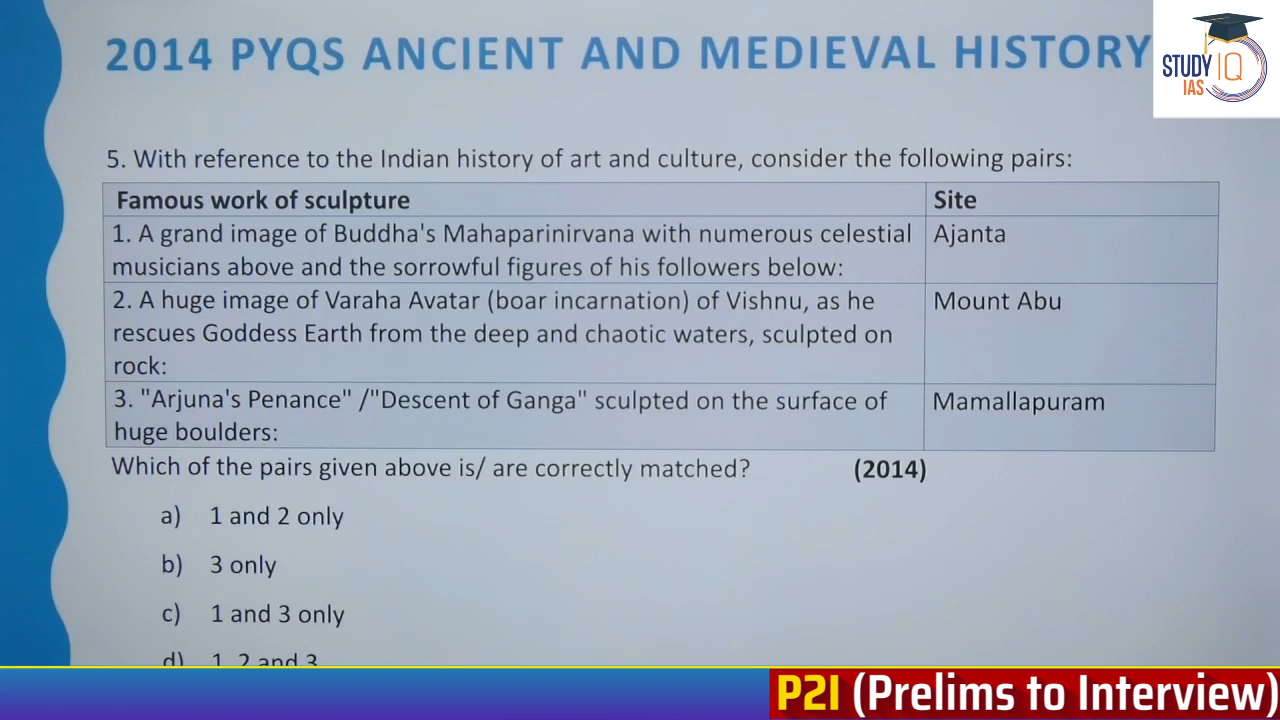 2014 PYQS ANCIENT AND MEDIEVAL HISTORY
STUDY IQ
IAS
5. With reference to the Indian history of art and culture, consider the following pairs:
Famous work of sculpture Site
1. A grand image of Buddha's Mahaparinirvana with numerous celestial Ajanta
musicians above and the sorrowful figures of his followers below:
2. A huge image of Varaha Avatar (boar incarnation) of Vishnu, as he Mount Abu
rescues Goddess Earth from the deep and chaotic waters, sculpted on
rock:
3. "Arjuna's Penance" /"Descent of Ganga" sculpted on the surface of Mamallapuram
huge boulders:
Which of the pairs given above is/ are correctly matched? (2014)
a) 1 and 2 only
b) 3 only
c) 1 and 3 only
d) 1, 2 and 3
P2I (Prelims to Interview)